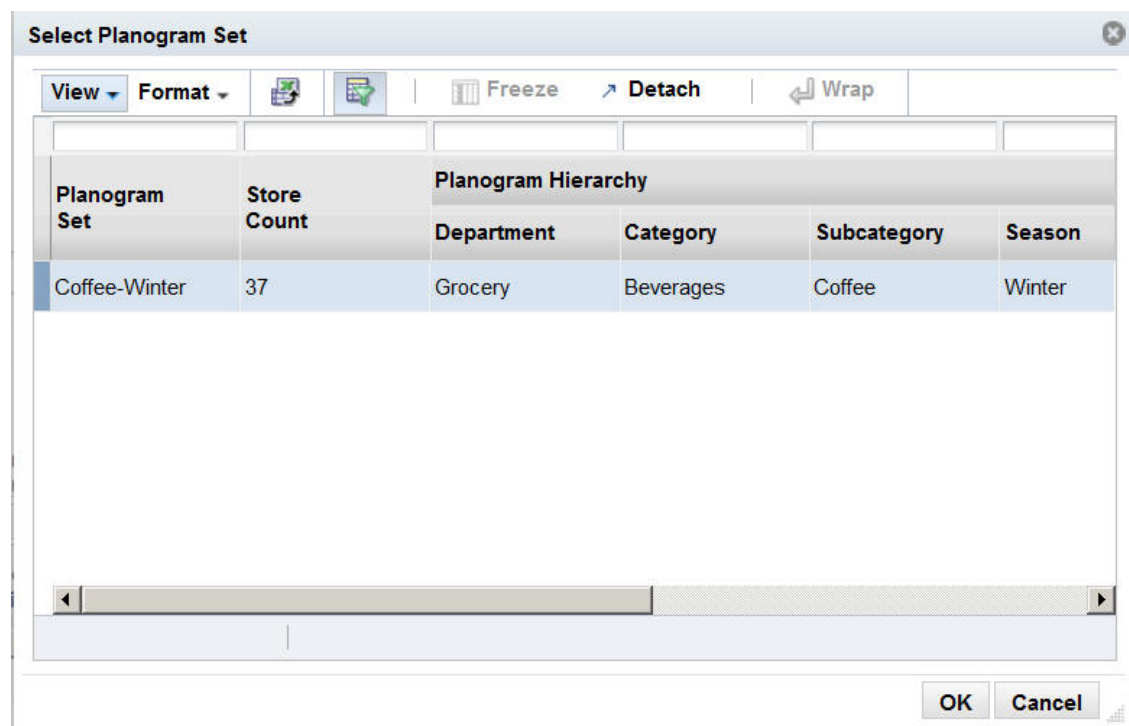 Select Planogram Set
View Format Freeze Detach Wrap
Planogram Set
Store Count
Planogram Hierarchy
Department Category Subcategory Season
Coffee-Winter 37 Grocery Beverages Coffee Winter
OK Cancel